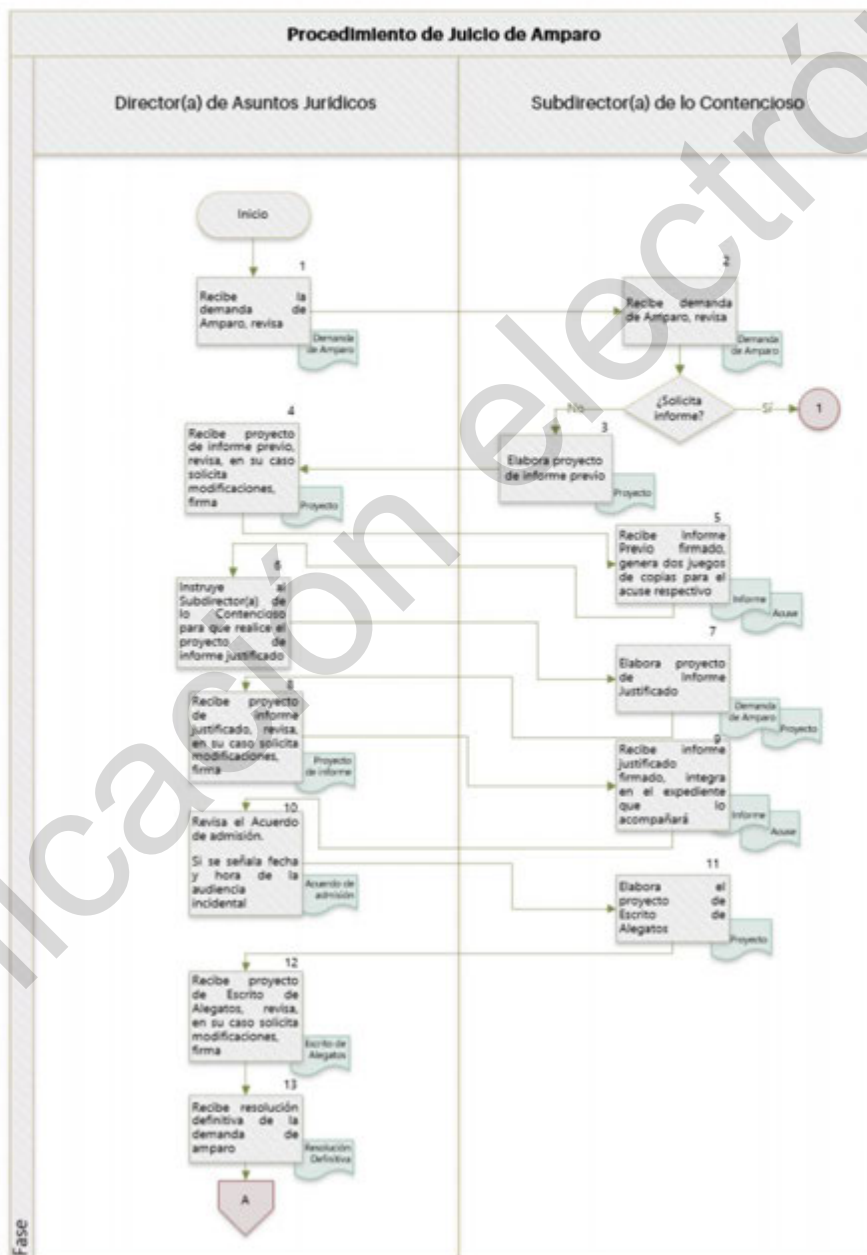 Procedimiento de Juicio de Amparo
Director(a) de Asuntos Jurídicos
Subdirector(a) de lo Contencioso
Inicio
1
Recibe la
demanda de
Amparo, revisa
Demanda
de Amparo
2
Recibe demanda
de Amparo, revisa
Demanda
de Amparo
¿Solicita
informe?
No
Sí
1
3
Elabora proyecto
de informe previo
Proyecto
4
Recibe proyecto
de informe previo,
revisa, en su caso
solicita
modificaciones,
firma
Proyecto
5
Recibe Informe
Previo firmado,
genera dos juegos
de copias para el
acuse respectivo
Informe
Acuse
6
Instruye al
Subdirector(a) de
lo Contencioso
para que realice el
proyecto de
informe justificado
7
Elabora proyecto
de Informe
Justificado
Demanda
de Amparo
Proyecto
8
Recibe proyecto
de informe
justificado, revisa,
en su caso solicita
modificaciones,
firma
Proyecto
de informe
9
Recibe informe
justificado
firmado, integra
en el expediente
que lo
acompañará
Informe
Acuse
10
Revisa el Acuerdo
de admisión.
Si se señala fecha
y hora de la
audiencia
incidental
Acuerdo de
admisión
11
Elabora el
proyecto de
Escrito de
Alegatos
Proyecto
12
Recibe proyecto
de Escrito de
Alegatos, revisa,
en su caso solicita
modificaciones,
firma
Escrito de
Alegatos
13
Recibe resolución
definitiva de la
demanda de
amparo
Resolución
Definitiva
A
Fase
licación electró